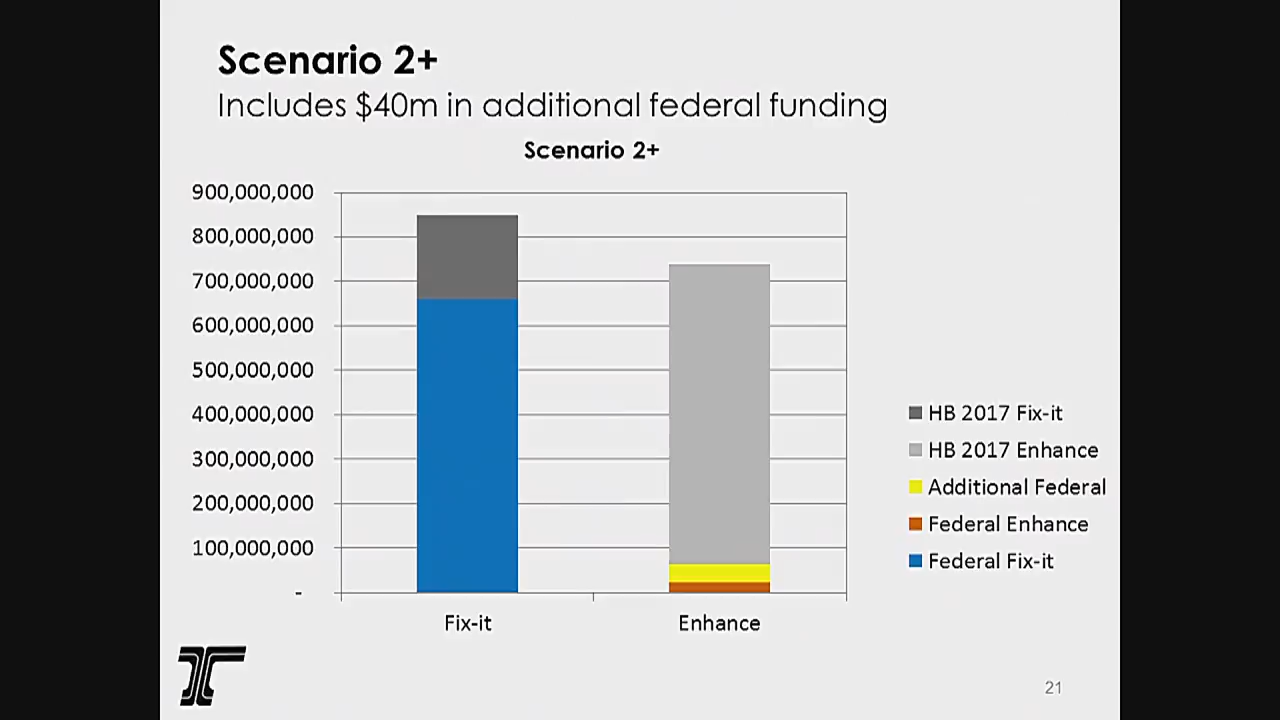 Scenario 2+
Includes $40m in additional federal funding
Scenario 2+
900,000,000
800,000,000
700,000,000
600,000,000
500,000,000
400,000,000
300,000,000
200,000,000
100,000,000
-
Fix-it
Enhance
HB 2017 Fix-it
HB 2017 Enhance
Additional Federal
Federal Enhance
Federal Fix-it
21